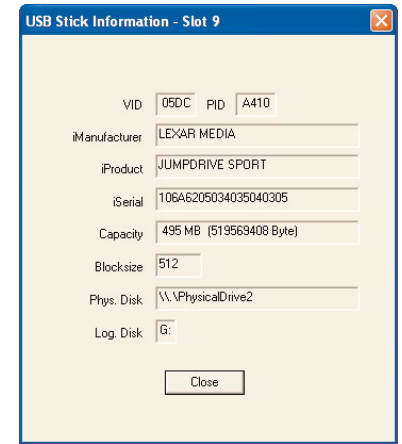 USB Stick Information - Slot 9
VID 05DC PID A410
iManufacturer LEXAR MEDIA
iProduct JUMPDRIVE SPORT
iSerial 106A6205034035040305
Capacity 495 MB (519569408 Byte)
Blocksize 512
Phys. Disk \\.\PhysicalDrive2
Log. Disk G:
Close